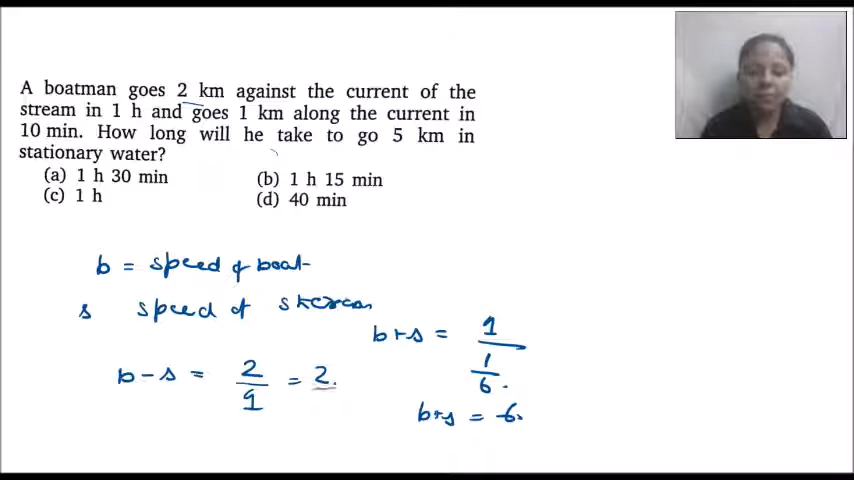 A boatman goes 2 km against the current of the
stream in 1 h and goes 1 km along the current in
10 min. How long will he take to go 5 km in
stationary water?
(a) 1 h 30 min (b) 1 h 15 min
(c) 1 h (d) 40 min
b = speed of boat
s speed of stream
b+s = 1 / 1/6.
b-s = 2/1 = 2.
b+s = 6.